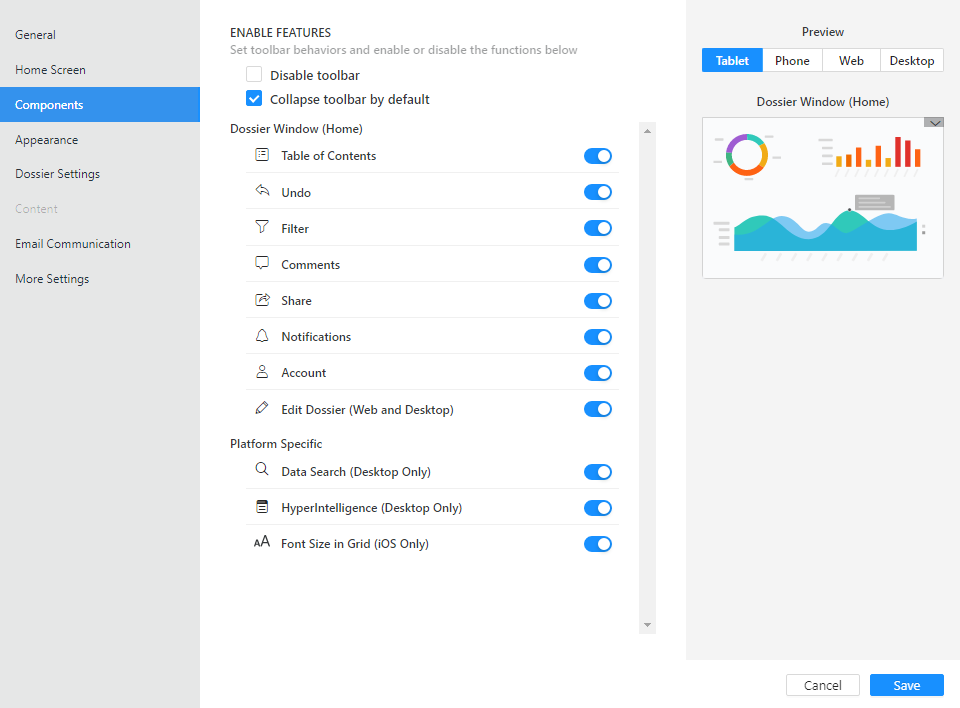 General
Home Screen
Components
Appearance
Dossier Settings
Content
Email Communication
More Settings
ENABLE FEATURES
Set toolbar behaviors and enable or disable the functions below
Disable toolbar
Collapse toolbar by default
Dossier Window (Home)
Table of Contents
Undo
Filter
Comments
Share
Notifications
Account
Edit Dossier (Web and Desktop)
Platform Specific
Data Search (Desktop Only)
HyperIntelligence (Desktop Only)
AA Font Size in Grid (iOS Only)
Preview
Tablet Phone Web Desktop
Dossier Window (Home)
Cancel Save